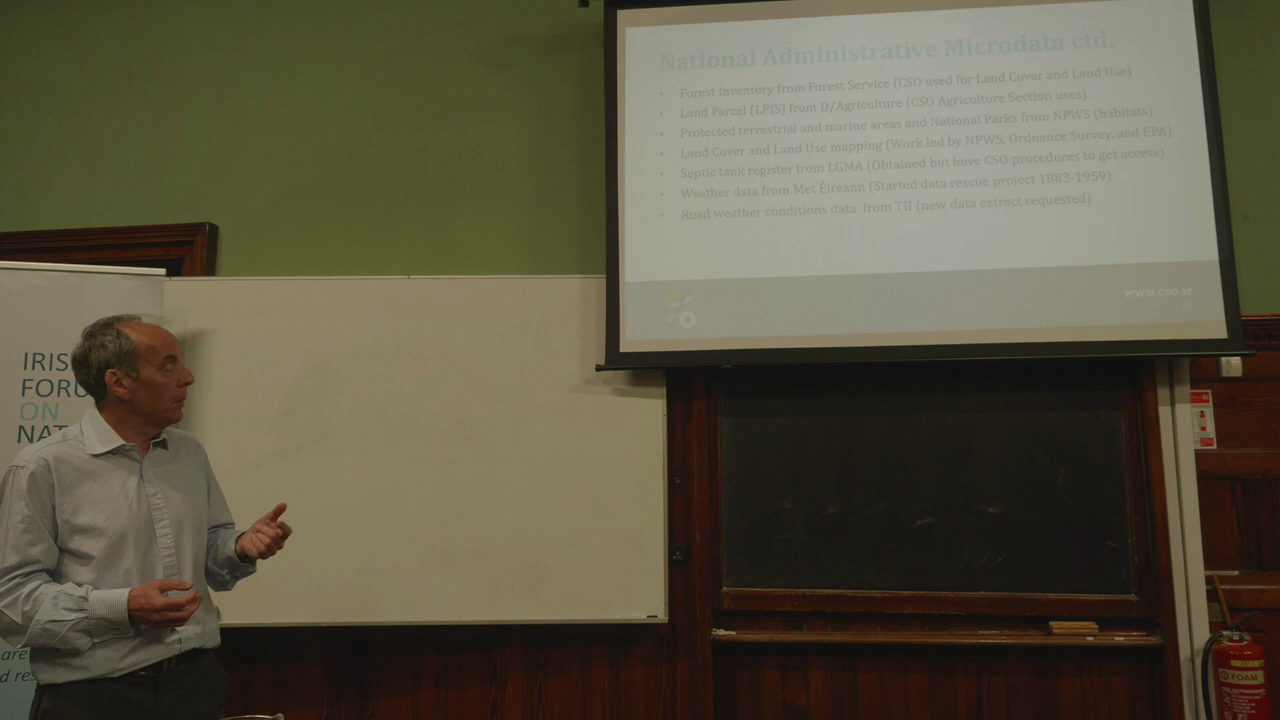 National Administrative Microdata ctd.
• Forest Inventory from Forest Service (CSO used for Land Cover and Land Use)
• Land Parcel (LPIS) from D/Agriculture (CSO Agriculture Section uses)
• Protected terrestrial and marine areas and National Parks from NPWS (habitats)
• Land Cover and Land Use mapping (Work led by NPWS, Ordnance Survey, and EPA)
• Septic tank register from LGMA (Obtained but have CSO procedures to get access)
• Weather data from Met Éireann (Started data rescue project 1883-1959)
• Road weather conditions data from TII (new data extract requested)
www.cso.ie
IRIS
FORU
ON
NAT
are
d res
FOAM